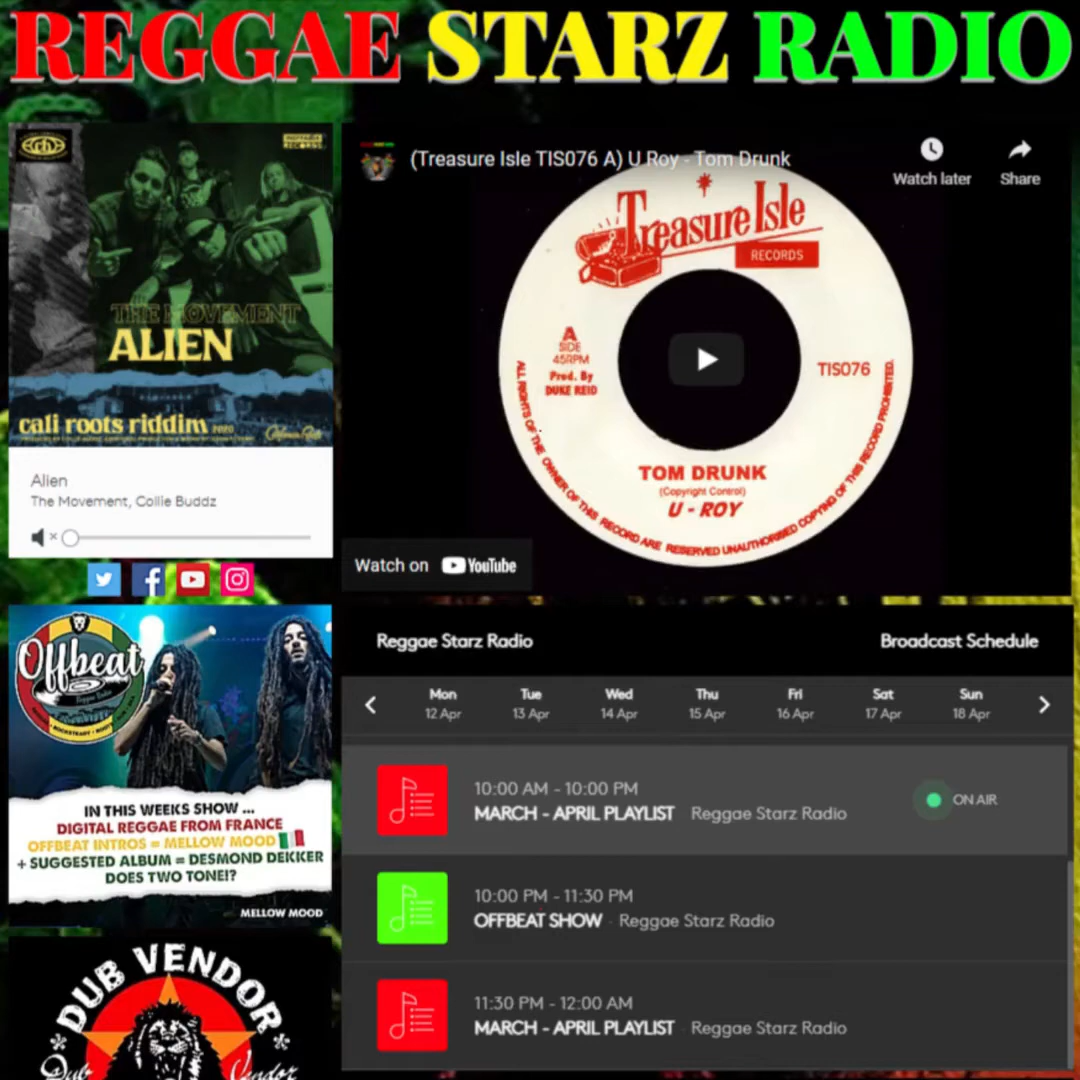 REGGAE STARZ RADIO
THE MOVEMENT
ALIEN
cali roots riddim 2020
Alien
The Movement, Collie Buddz
(Treasure Isle TIS076 A) U Roy - Tom Drunk
Watch later
Share
Treasure Isle
RECORDS
A
SIDE
45RPM
Prod. By
DUKE REID
TIS076
ALL RIGHTS OF THE OWNER OF THIS RECORD ARE RESERVED UNAUTHORISED COPYING OF THIS RECORD PROHIBITED.
TOM DRUNK
(Copyright Control)
U - ROY
Watch on YouTube
Offbeat
Reggae Radio
IN THIS WEEKS SHOW ...
DIGITAL REGGAE FROM FRANCE
OFFBEAT INTROS = MELLOW MOOD
+ SUGGESTED ALBUM = DESMOND DEKKER
DOES TWO TONE!?
MELLOW MOOD
DUB VENDOR
Dub Vendor
Reggae Starz Radio
Broadcast Schedule
Mon Tue Wed Thu Fri Sat Sun
12 Apr 13 Apr 14 Apr 15 Apr 16 Apr 17 Apr 18 Apr
10:00 AM - 10:00 PM
MARCH - APRIL PLAYLIST · Reggae Starz Radio
ON AIR
10:00 PM - 11:30 PM
OFFBEAT SHOW · Reggae Starz Radio
11:30 PM - 12:00 AM
MARCH - APRIL PLAYLIST · Reggae Starz Radio